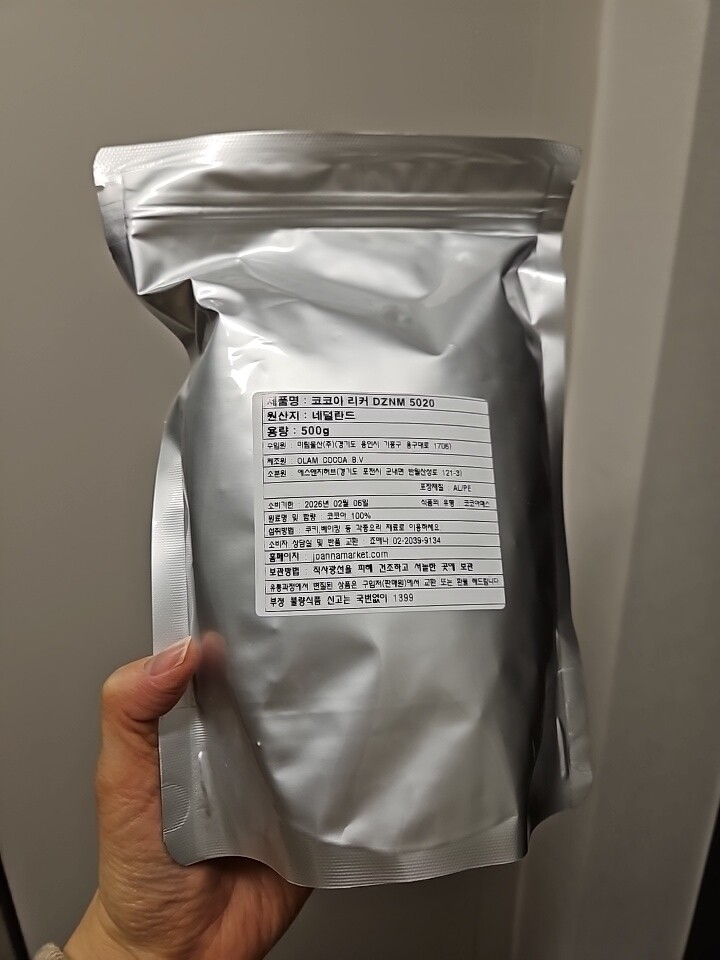 제품명 : 코코아 리커 DZNM 5020
원산지 : 네덜란드
용량 : 500g
수입원 : 미림물산(주)(경기도 용인시 기흥구 용구대로 1706)
제조원 OLAM COCOA B.V
소분원 에스앤지허브(경기도 포천시 군내면 반월산성로 121-3)
포장재질 AL/PE
소비기한 : 2026년 02월 06일 식품의 유형 코코아매스
원료명 및 함량 코코아 100%
섭취방법 쿠키,베이킹 등 각종요리 재료로 이용하세요
소비자 상담실 및 반품 교환 조애나 02-2039-9134
홈페이지 joannamarket.com
보관방법 : 직사광선을 피해 건조하고 서늘한 곳에 보관
유통과정에서 변질된 상품은 구입처(판매원)에서 교환 또는 환불 해드립니다
부정 불량식품 신고는 국번없이 1399